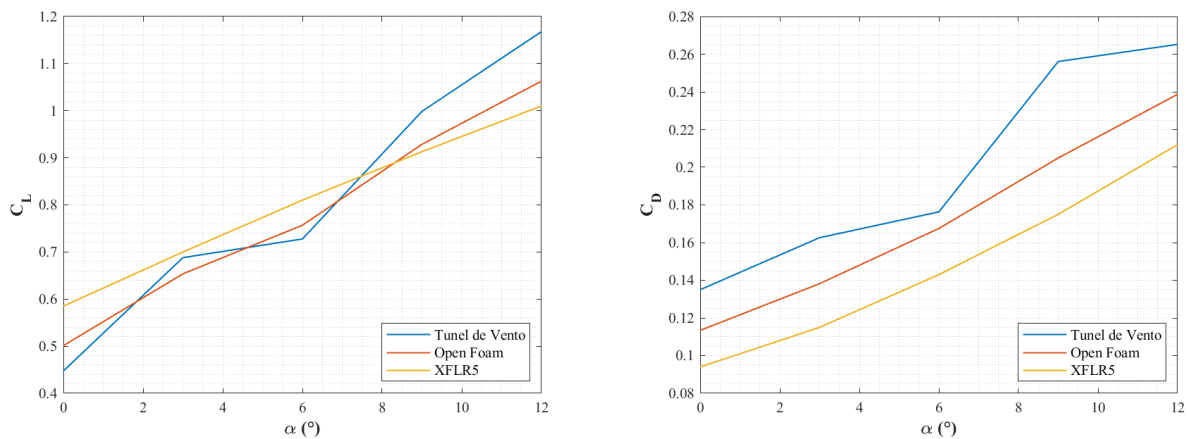 1.2
1.1
1
0.9
0.8
0.7
0.6
0.5
0.4
C_L
0 2 4 6 8 10 12
α (°)
Tunel de Vento
Open Foam
XFLR5
0.28
0.26
0.24
0.22
0.2
0.18
0.16
0.14
0.12
0.1
0.08
C_D
0 2 4 6 8 10 12
α (°)
Tunel de Vento
Open Foam
XFLR5